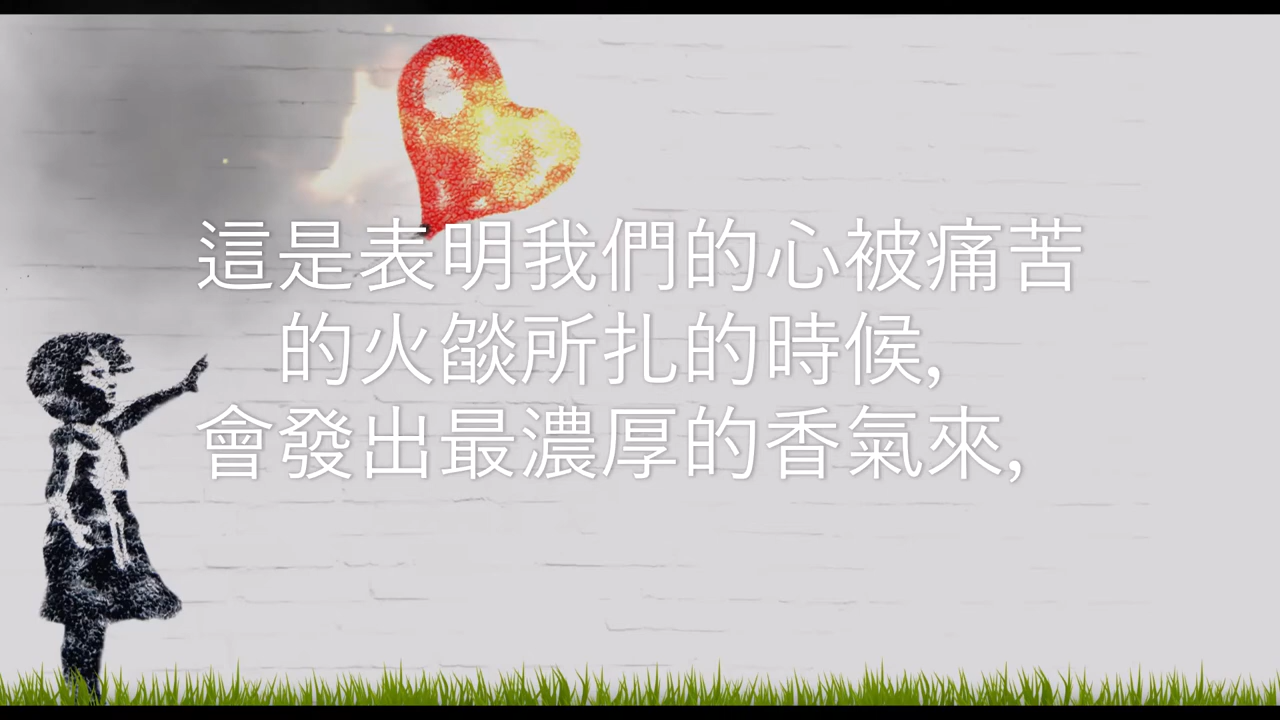 這是表明我們的心被痛苦
的火燄所扎的時候,
會發出最濃厚的香氣來,